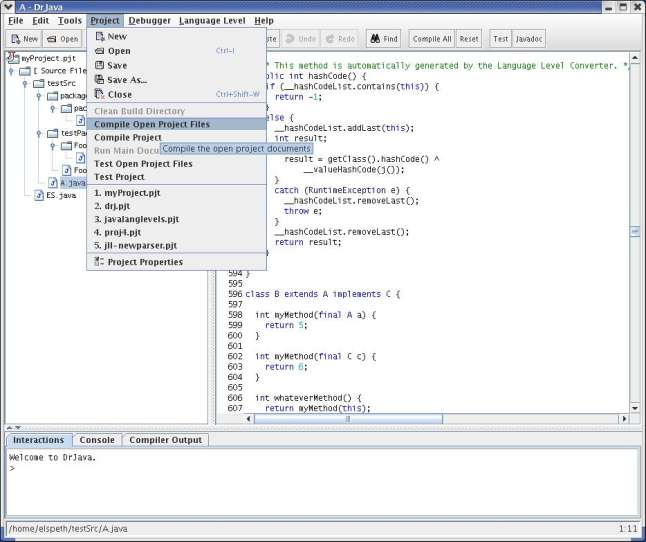 A - DrJava
File Edit Tools Project Debugger Language Level Help
New Open Undo Redo Find Compile All Reset Test Javadoc
New
Open Ctrl-I
Save
Save As...
Close Ctrl+Shift-W
Clean Build Directory
Compile Open Project Files
Compile Project
Compile the open project documents
Run Main Docu
Test Open Project Files
Test Project
1. myProject.pjt
2. drj.pjt
3. javalanglevels.pjt
4. proj4.pjt
5. jll-newparser.pjt
Project Properties
myProject.pjt
[ Source File
testSrc
packag
pac
testPa
Foo
Foo
A.java
ES.java
* This method is automatically generated by the Language Level Converter. *
blic int hashCode() {
if (__hashCodeList.contains(this)) {
return -1;
else {
__hashCodeList.addLast(this);
int result;
result = getClass().hashCode() ^
__valueHashCode(j());
}
catch (RuntimeException e) {
__hashCodeList.removeLast();
throw e;
}
__hashCodeList.removeLast();
return result;
}
594 }
595
596 class B extends A implements C {
597
598 int myMethod(final A a) {
599 return 5;
600 }
601
602 int myMethod(final C c) {
603 return 6;
604 }
605
606 int whateverMethod() {
607 return myMethod(this);
Interactions Console Compiler Output
Welcome to DrJava.
>
/home/elspeth/testSrc/A.java 1:11